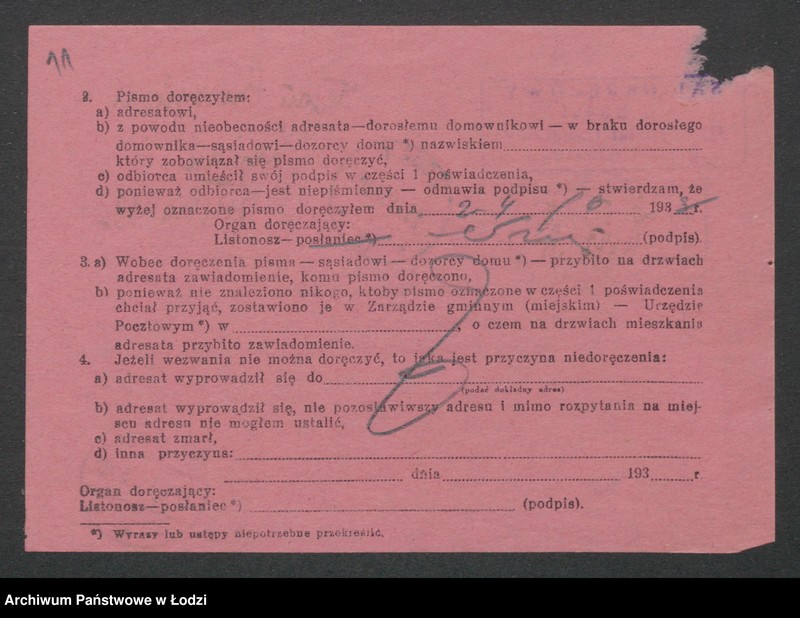 11
2. Pismo doręczyłem:
a) adresatowi,
b) z powodu nieobecności adresata—dorosłemu domownikowi — w braku dorosłego
domownika—sąsiadowi—dozorcy domu *) nazwiskiem
który zobowiązał się pismo doręczyć,
c) odbiorca umieścił swój podpis w części 1 poświadczenia,
d) ponieważ odbiorca—jest niepiśmienny — odmawia podpisu *) — stwierdzam, że
wyżej oznaczone pismo doręczyłem dnia 24 193 r.
Organ doręczający:
Listonosz—posłaniec *) (podpis).
3. a) Wobec doręczenia pisma — sąsiadowi — dozorcy domu *) — przybito na drzwiach
adresata zawiadomienie, komu pismo doręczono,
b) ponieważ nie znaleziono nikogo, ktoby pismo oznaczone w części 1 poświadczenia
chciał przyjąć, zostawiono je w Zarządzie gminnym (miejskim) — Urzędzie
Pocztowym *) w , o czem na drzwiach mieszkania
adresata przybito zawiadomienie.
4. Jeżeli wezwania nie można doręczyć, to jaka jest przyczyna niedoręczenia:
a) adresat wyprowadził się do
(podać dokładny adres)
b) adresat wyprowadził się, nie pozostawiwszy adresu i mimo rozpytania na miej-
scu adresu nie mogłem ustalić,
c) adresat zmarł,
d) inna przyczyna:
dnia 193 r.
Organ doręczający:
Listonosz—posłaniec *) (podpis).
*) Wyrazy lub ustępy niepotrzebne przekreślić.
Archiwum Państwowe w Łodzi